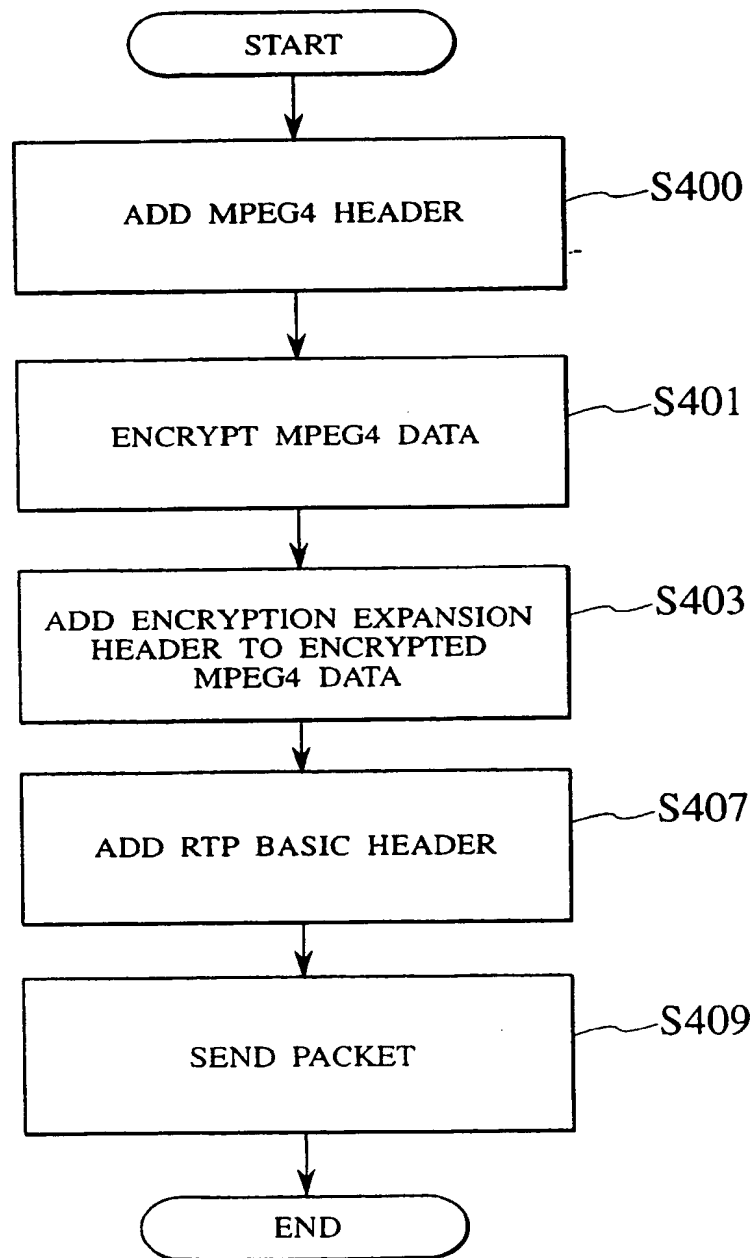 START
ADD MPEG4 HEADER
S400
ENCRYPT MPEG4 DATA
S401
ADD ENCRYPTION EXPANSION
HEADER TO ENCRYPTED
MPEG4 DATA
S403
ADD RTP BASIC HEADER
S407
SEND PACKET
S409
END